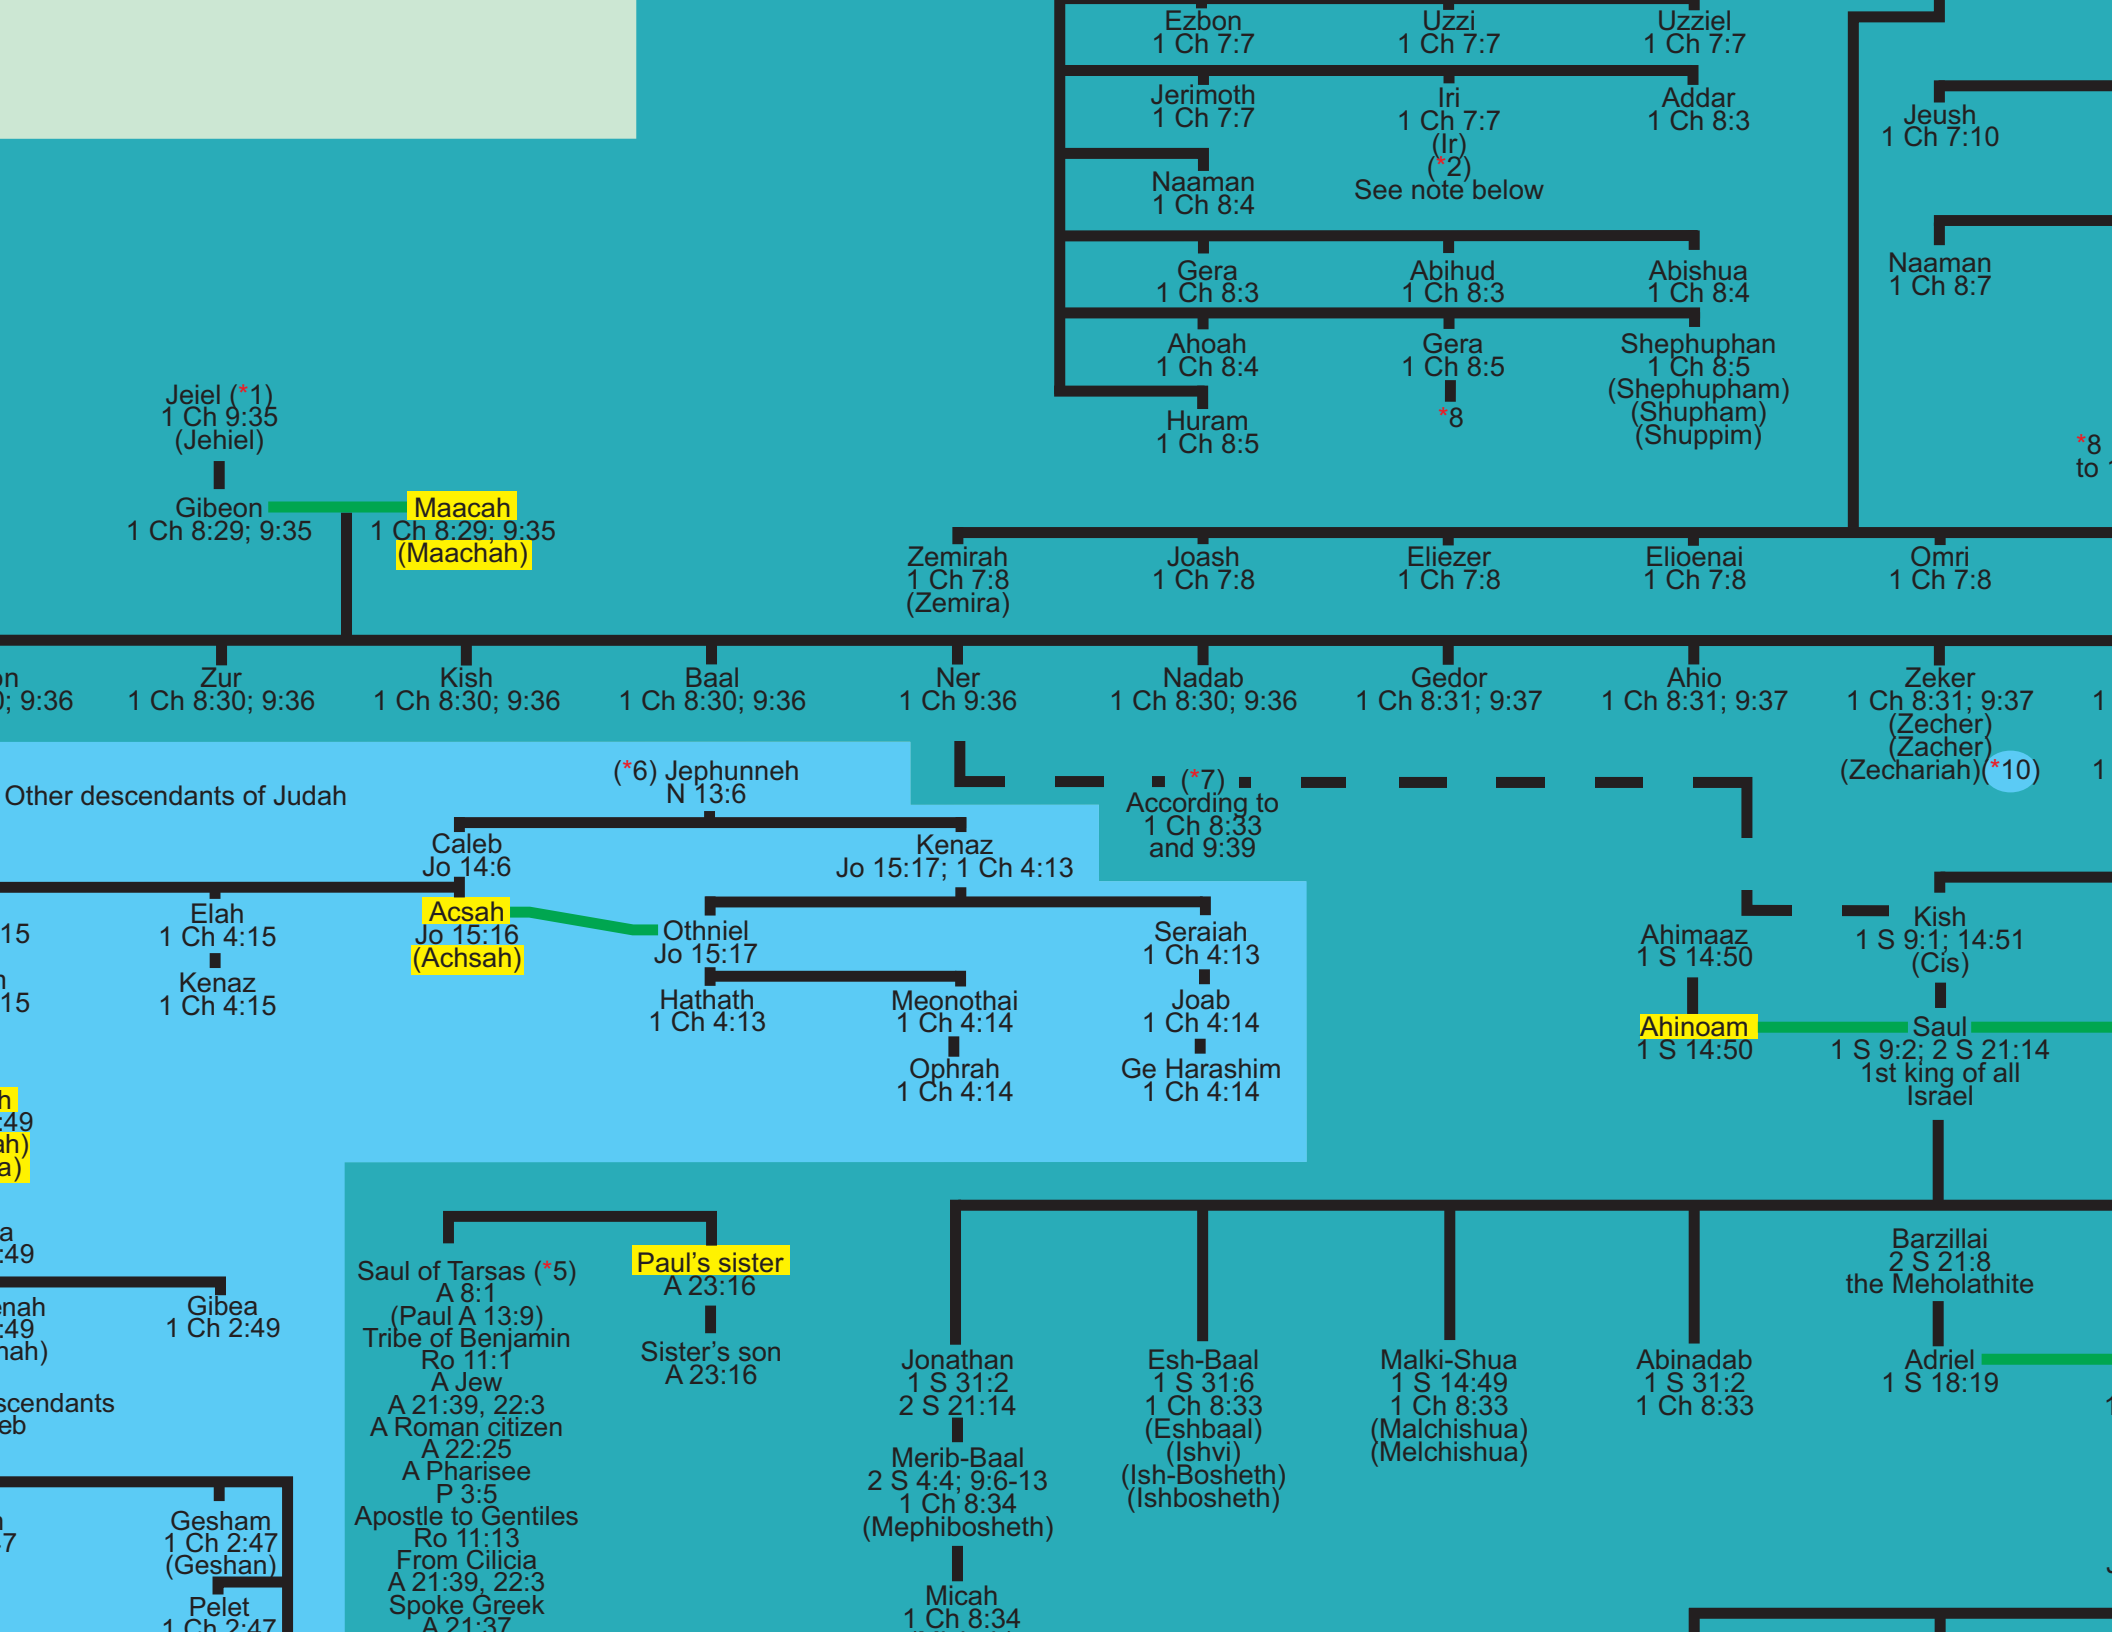 Ezbon
1 Ch 7:7
Uzzi
1 Ch 7:7
Uzziel
1 Ch 7:7
Jerimoth
1 Ch 7:7
Iri
1 Ch 7:7
(Ir)
(*2)
See note below
Addar
1 Ch 8:3
Jeush
1 Ch 7:10
Naaman
1 Ch 8:4
Gera
1 Ch 8:3
Abihud
1 Ch 8:3
Abishua
1 Ch 8:4
Naaman
1 Ch 8:7
Ahoah
1 Ch 8:4
Gera
1 Ch 8:5
*8
Shephuphan
1 Ch 8:5
(Shephupham)
(Shupham)
(Shuppim)
Huram
1 Ch 8:5
*8
to
Jeiel (*1)
1 Ch 9:35
(Jehiel)
Gibeon
1 Ch 8:29; 9:35
Maacah
1 Ch 8:29; 9:35
(Maachah)
Zemirah
1 Ch 7:8
(Zemira)
Joash
1 Ch 7:8
Eliezer
1 Ch 7:8
Elioenai
1 Ch 7:8
Omri
1 Ch 7:8
on
; 9:36
Zur
1 Ch 8:30; 9:36
Kish
1 Ch 8:30; 9:36
Baal
1 Ch 8:30; 9:36
Ner
1 Ch 9:36
Nadab
1 Ch 8:30; 9:36
Gedor
1 Ch 8:31; 9:37
Ahio
1 Ch 8:31; 9:37
Zeker
1 Ch 8:31; 9:37
(Zecher)
(Zacher)
(Zechariah)(*10)
1
1
Other descendants of Judah
(*6) Jephunneh
N 13:6
(*7)
According to
1 Ch 8:33
and 9:39
Caleb
Jo 14:6
Kenaz
Jo 15:17; 1 Ch 4:13
15
Elah
1 Ch 4:15
Kenaz
1 Ch 4:15
15
Acsah
Jo 15:16
(Achsah)
Othniel
Jo 15:17
Seraiah
1 Ch 4:13
Hathath
1 Ch 4:13
Meonothai
1 Ch 4:14
Joab
1 Ch 4:14
Ophrah
1 Ch 4:14
Ge Harashim
1 Ch 4:14
Ahimaaz
1 S 14:50
Kish
1 S 9:1; 14:51
(Cis)
Ahinoam
1 S 14:50
Saul
1 S 9:2; 2 S 21:14
1st king of all
Israel
h
:49
ah)
a)
a
:49
enah
:49
nah)
Gibea
1 Ch 2:49
scendants
eb
Gesham
1 Ch 2:47
(Geshan)
Pelet
1 Ch 2:47
Saul of Tarsas (*5)
A 8:1
(Paul A 13:9)
Tribe of Benjamin
Ro 11:1
A Jew
A 21:39, 22:3
A Roman citizen
A 22:25
A Pharisee
P 3:5
Apostle to Gentiles
Ro 11:13
From Cilicia
A 21:39, 22:3
Spoke Greek
A 21:37
Paul's sister
A 23:16
Sister's son
A 23:16
Jonathan
1 S 31:2
2 S 21:14
Merib-Baal
2 S 4:4; 9:6-13
1 Ch 8:34
(Mephibosheth)
Micah
1 Ch 8:34
Esh-Baal
1 S 31:6
1 Ch 8:33
(Eshbaal)
(Ishvi)
(Ish-Bosheth)
(Ishbosheth)
Malki-Shua
1 S 14:49
1 Ch 8:33
(Malchishua)
(Melchishua)
Abinadab
1 S 31:2
1 Ch 8:33
Barzillai
2 S 21:8
the Meholathite
Adriel
1 S 18:19